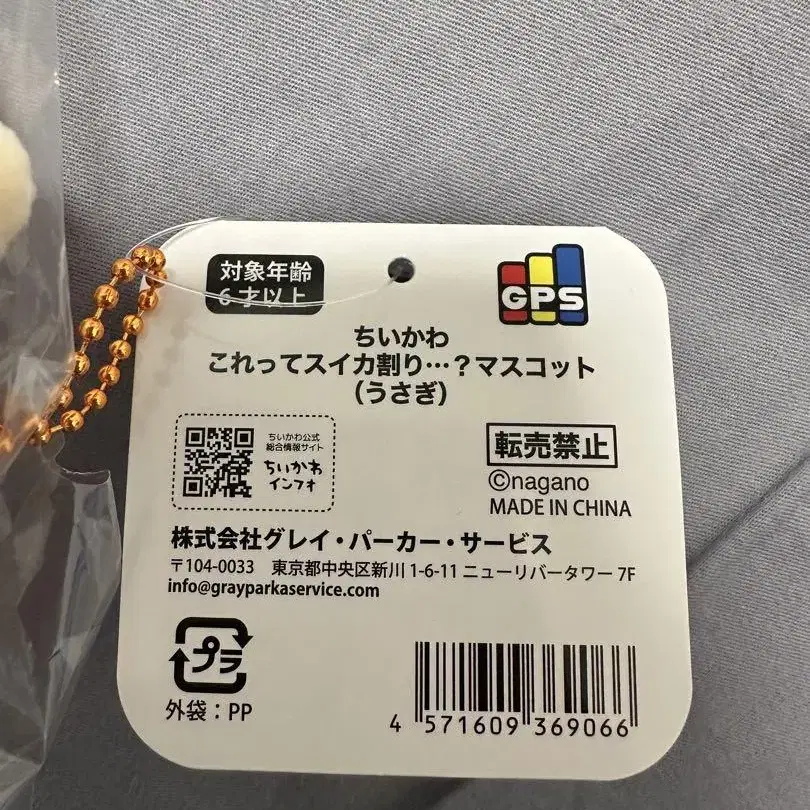 対象年齢
6才以上
GPS
ちいかわ
これってスイカ割り…？マスコット
(うさぎ)
ちいかわ公式
総合情報サイト
ちいかわ
インフォ
転売禁止
©nagano
MADE IN CHINA
株式会社グレイ・パーカー・サービス
〒104-0033 東京都中央区新川 1-6-11 ニューリバータワー 7F
info@grayparkaservice.com
プラ
外袋：PP
4 571609 369066